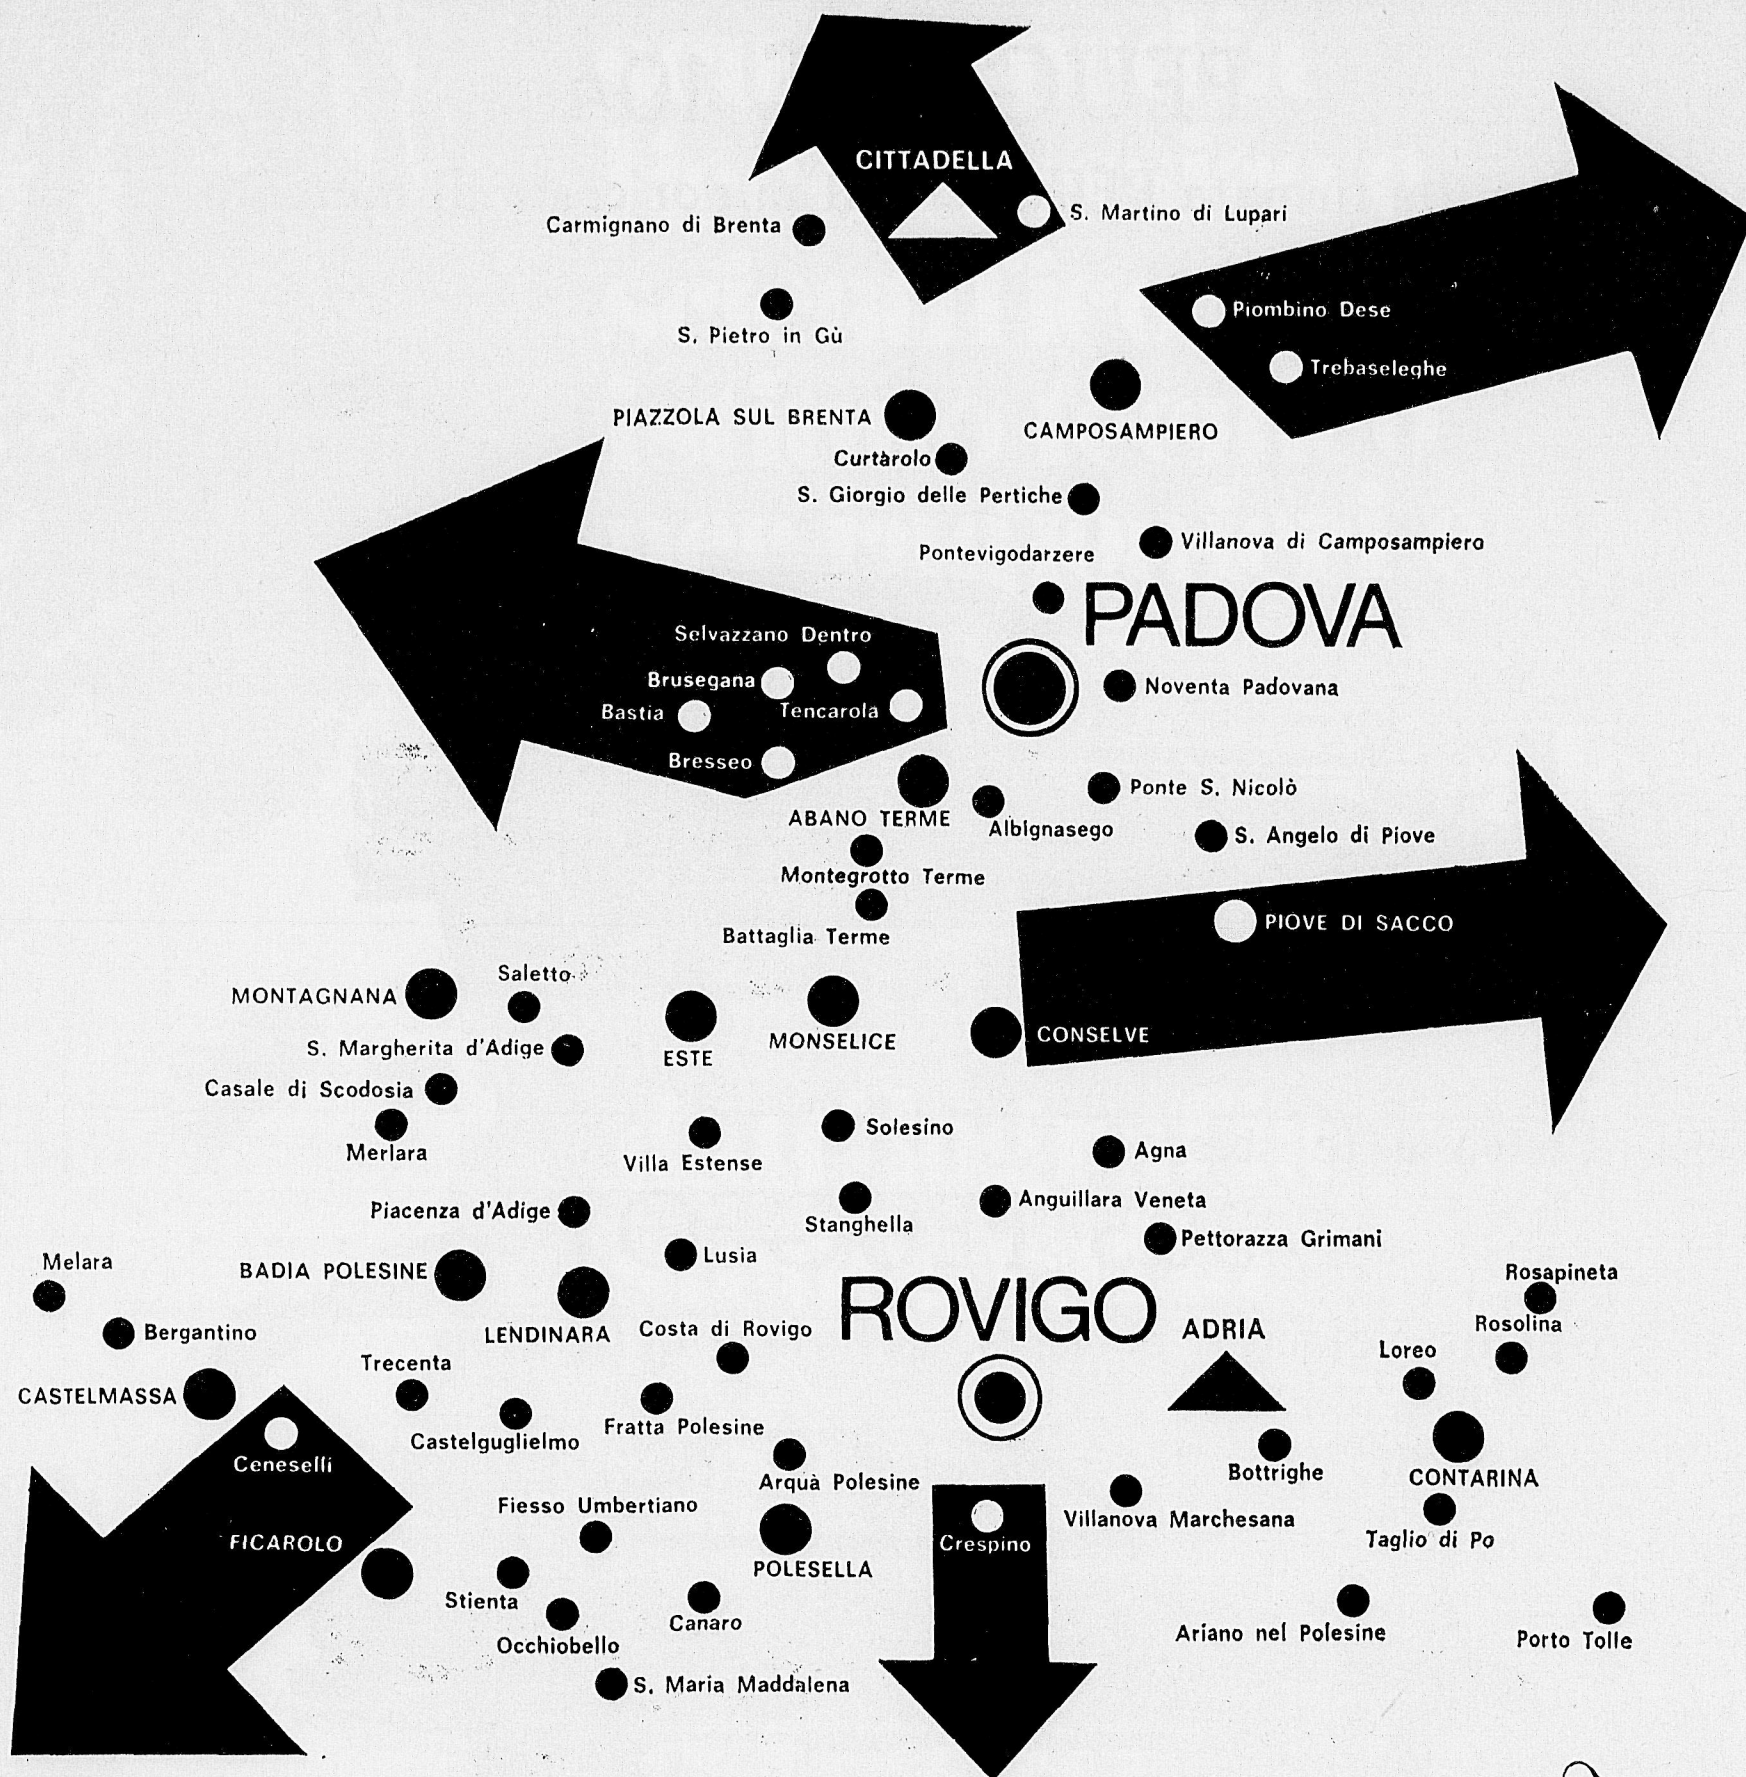 CITTADELLA
S. Martino di Lupari
Carmignano di Brenta
Piombino Dese
S. Pietro in Gù
Trebaseleghe
PIAZZOLA SUL BRENTA
CAMPOSAMPIERO
Curtàrolo
S. Giorgio delle Pertiche
Villanova di Camposampiero
Pontevigodarzere
PADOVA
Selvazzano Dentro
Brusegana
Noventa Padovana
Bastia
Tencarola
Bresseo
Ponte S. Nicolò
ABANO TERME
Albignasego
S. Angelo di Piove
Montegrotto Terme
PIOVE DI SACCO
Battaglia Terme
Saletto
MONTAGNANA
CONSELVE
MONSELICE
S. Margherita d'Adige
ESTE
Casale di Scodosia
Solesino
Merlara
Agna
Villa Estense
Anguillara Veneta
Piacenza d'Adige
Stanghella
Pettorazza Grimani
Lusia
Melara
BADIA POLESINE
Rosapineta
ROVIGO
Rosolina
Bergantino
LENDINARA
Costa di Rovigo
ADRIA
Loreo
Trecenta
CASTELMASSA
Fratta Polesine
Castelguglielmo
Ceneselli
Bottrighe
CONTARINA
Arquà Polesine
Fiesso Umbertiano
Villanova Marchesana
Taglio di Po
FICAROLO
Crespino
POLESELLA
Stienta
Canaro
Ariano nel Polesine
Porto Tolle
Occhiobello
S. Maria Maddalena